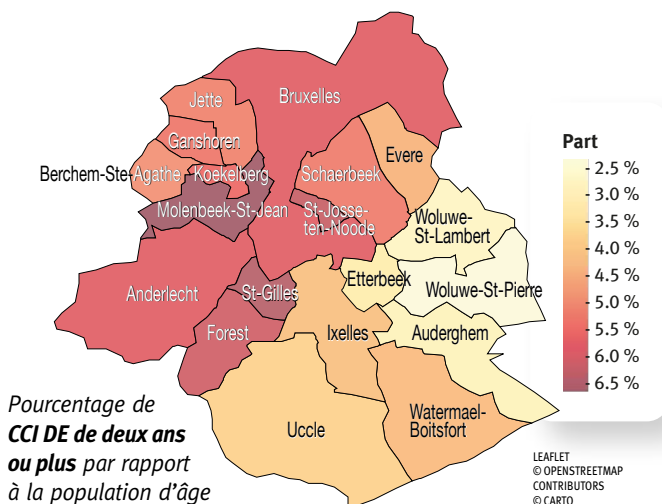 Jette
Bruxelles
Ganshoren
Evere
Berchem-Ste-Agathe
Koekelberg
Schaerbeek
Molenbeek-St-Jean
St-Josse-
ten-Noode
Woluwe-
St-Lambert
Etterbeek
Woluwe-St-Pierre
Anderlecht
St-Gilles
Forest
Ixelles
Auderghem
Uccle
Watermael-
Boitsfort
Part
2.5 %
3.0 %
3.5 %
4.0 %
4.5 %
5.0 %
5.5 %
6.0 %
6.5 %
Pourcentage de
CCI DE de deux ans
ou plus par rapport
à la population d'âge
LEAFLET
© OPENSTREETMAP
CONTRIBUTORS
© CARTO